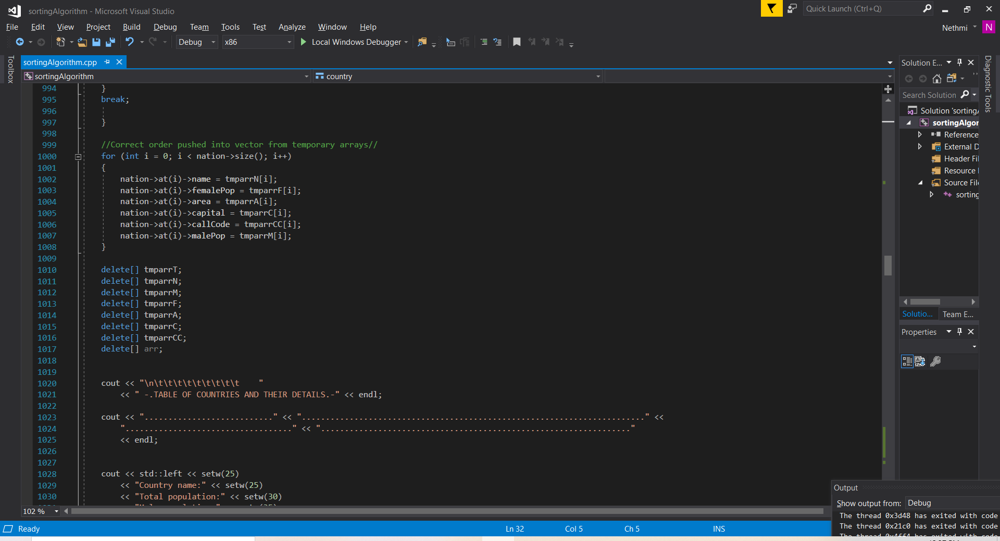 sortingAlgorithm - Microsoft Visual Studio
Quick Launch (Ctrl+Q)
File Edit View Project Build Debug Team Tools Test Analyze Window Help
Nethmi N
Debug x86 Local Windows Debugger
Toolbox
sortingAlgorithm.cpp
sortingAlgorithm country
994 }
995 break;
996
997 }
998
999 //Correct order pushed into vector from temporary arrays//
1000 for (int i = 0; i < nation->size(); i++)
1001 {
1002 nation->at(i)->name = tmparrN[i];
1003 nation->at(i)->femalePop = tmparrF[i];
1004 nation->at(i)->area = tmparrA[i];
1005 nation->at(i)->capital = tmparrC[i];
1006 nation->at(i)->callCode = tmparrCC[i];
1007 nation->at(i)->malePop = tmparrM[i];
1008 }
1009
1010 delete[] tmparrT;
1011 delete[] tmparrN;
1012 delete[] tmparrM;
1013 delete[] tmparrF;
1014 delete[] tmparrA;
1015 delete[] tmparrC;
1016 delete[] tmparrCC;
1017 delete[] arr;
1018
1019
1020 cout << "\n\t\t\t\t\t\t\t\t\t    "
1021 << " -.TABLE OF COUNTRIES AND THEIR DETAILS.-" << endl;
1022
1023 cout << "..........................." << "........................................................................" <<
1024 "..................................." << "................................................................."
1025 << endl;
1026
1027
1028 cout << std::left << setw(25)
1029 << "Country name:" << setw(25)
1030 << "Total population:" << setw(30)
102 %
Solution E...
Search Solution
Solution 'sorting
sortingAlgor
Reference
External D
Header Fil
Resource
Source File
sorting
Solutio... Team E...
Properties
Diagnostic Tools
Output
Show output from: Debug
The thread 0x3d48 has exited with code
The thread 0x21c0 has exited with code
The thread 0x4ff4 has exited with code
Ready Ln 32 Col 5 Ch 5 INS